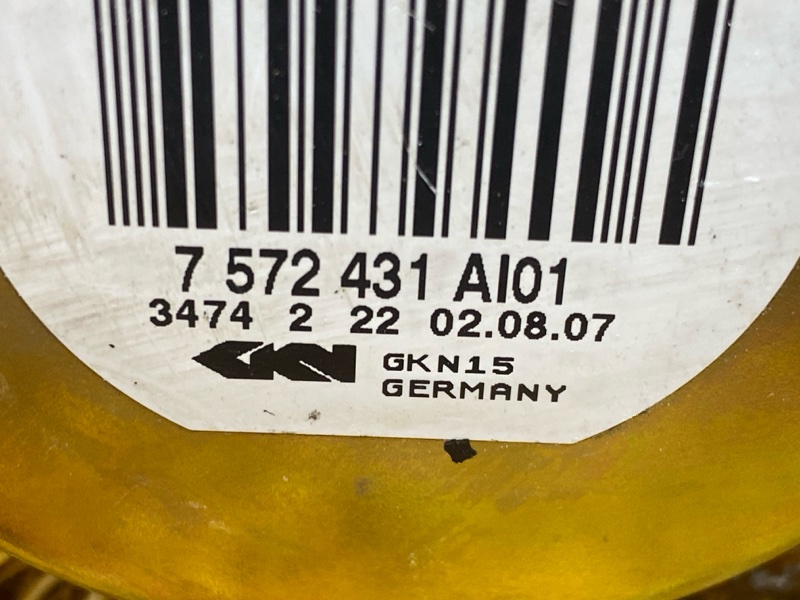 7 572 431 AI01
3474 2 22 02.08.07
GKN GKN15
GERMANY